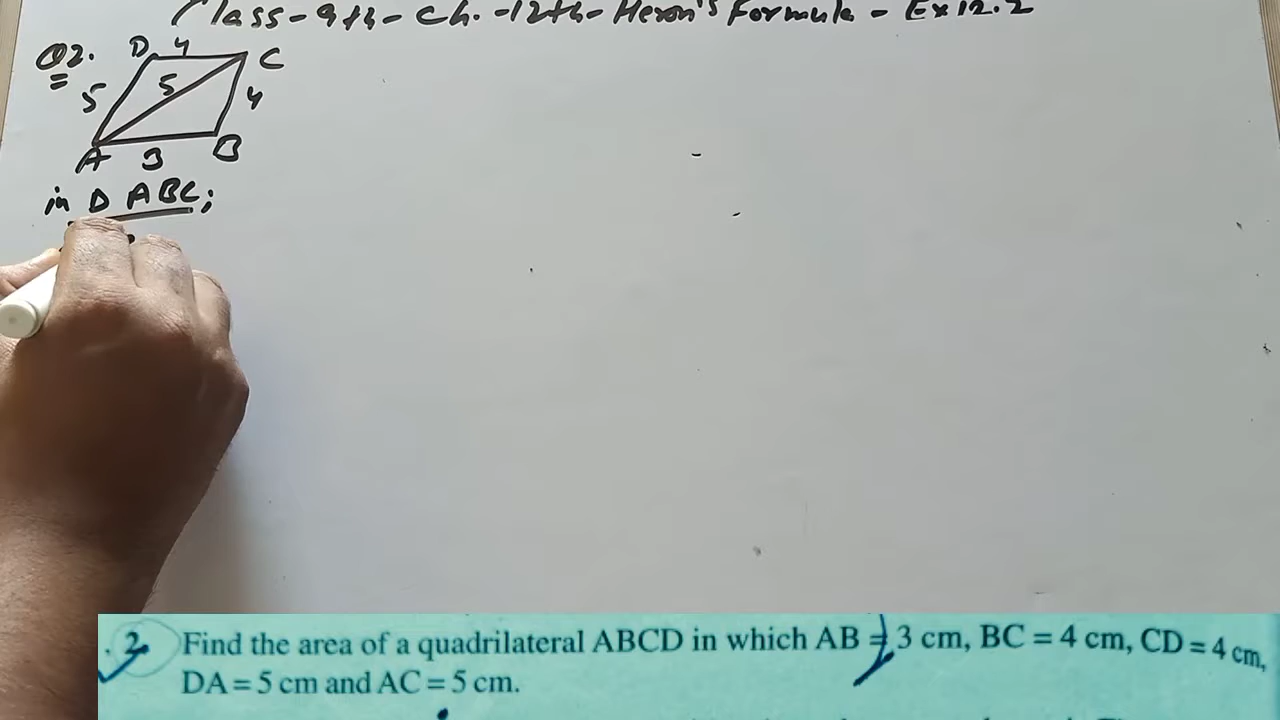 Class-9th-Ch.-12th-Heron's Formula-Ex 12.2
Q2.
D 4 C
5 5 4
A 3 B
in Δ ABC;
2. Find the area of a quadrilateral ABCD in which AB = 3 cm, BC = 4 cm, CD = 4 cm,
DA = 5 cm and AC = 5 cm.